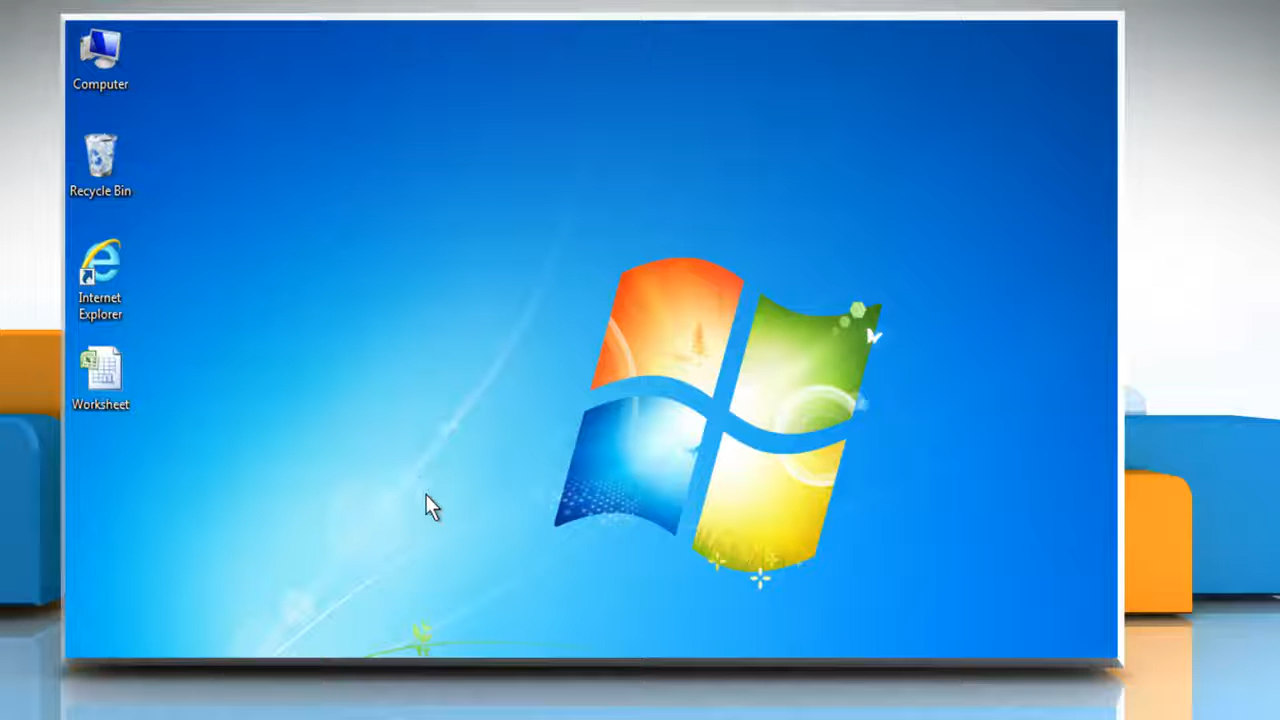 Computer
Recycle Bin
Internet
Explorer
Worksheet